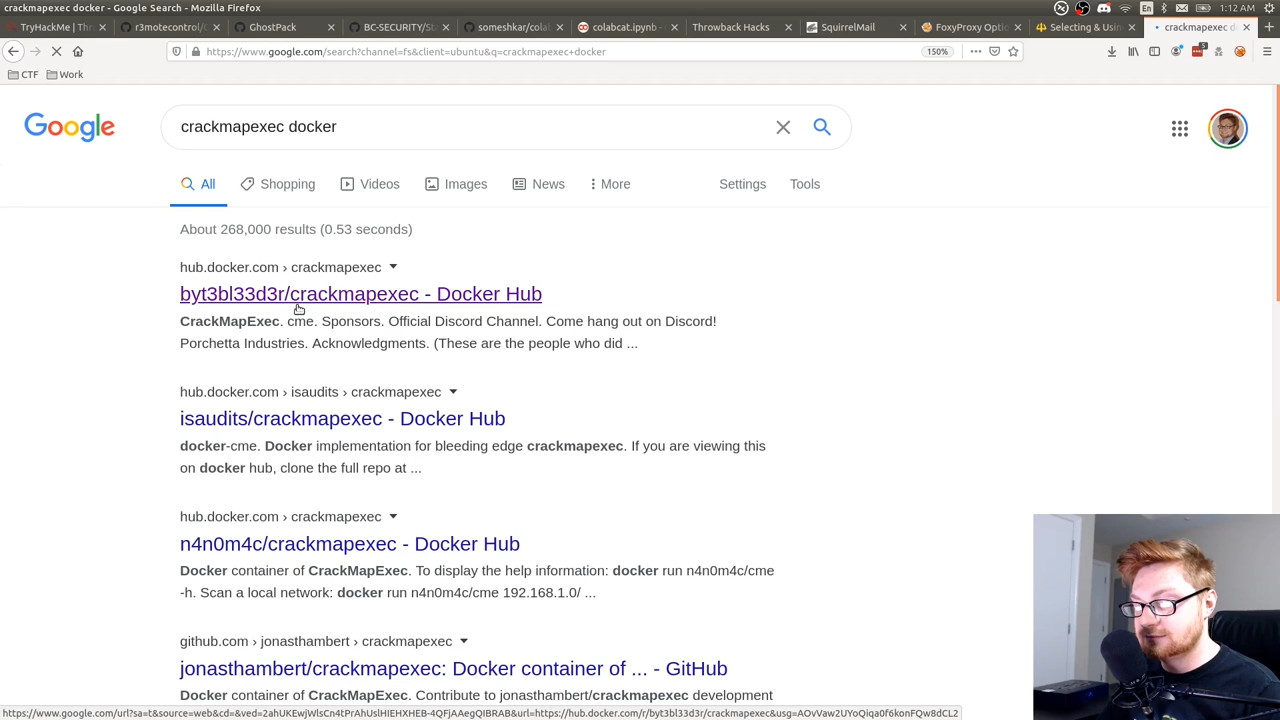 crackmapexec docker - Google Search - Mozilla Firefox
En
1:12 AM
TryHackMe | Thr
r3motecontrol/C
GhostPack
BC-SECURITY/St
someshkar/colab
colabcat.ipynb -
Throwback Hacks
SquirrelMail
FoxyProxy Optio
Selecting & Usin
crackmapexec do
https://www.google.com/search?channel=fs&client=ubuntu&q=crackmapexec+docker
150%
CTF
Work
Google
crackmapexec docker
All
Shopping
Videos
Images
News
More
Settings
Tools
About 268,000 results (0.53 seconds)
hub.docker.com › crackmapexec
byt3bl33d3r/crackmapexec - Docker Hub
CrackMapExec. cme. Sponsors. Official Discord Channel. Come hang out on Discord!
Porchetta Industries. Acknowledgments. (These are the people who did ...
hub.docker.com › isaudits › crackmapexec
isaudits/crackmapexec - Docker Hub
docker-cme. Docker implementation for bleeding edge crackmapexec. If you are viewing this
on docker hub, clone the full repo at ...
hub.docker.com › crackmapexec
n4n0m4c/crackmapexec - Docker Hub
Docker container of CrackMapExec. To display the help information: docker run n4n0m4c/cme
-h. Scan a local network: docker run n4n0m4c/cme 192.168.1.0/ ...
github.com › jonasthambert › crackmapexec
jonasthambert/crackmapexec: Docker container of ... - GitHub
Docker container of CrackMapExec. Contribute to jonasthambert/crackmapexec development